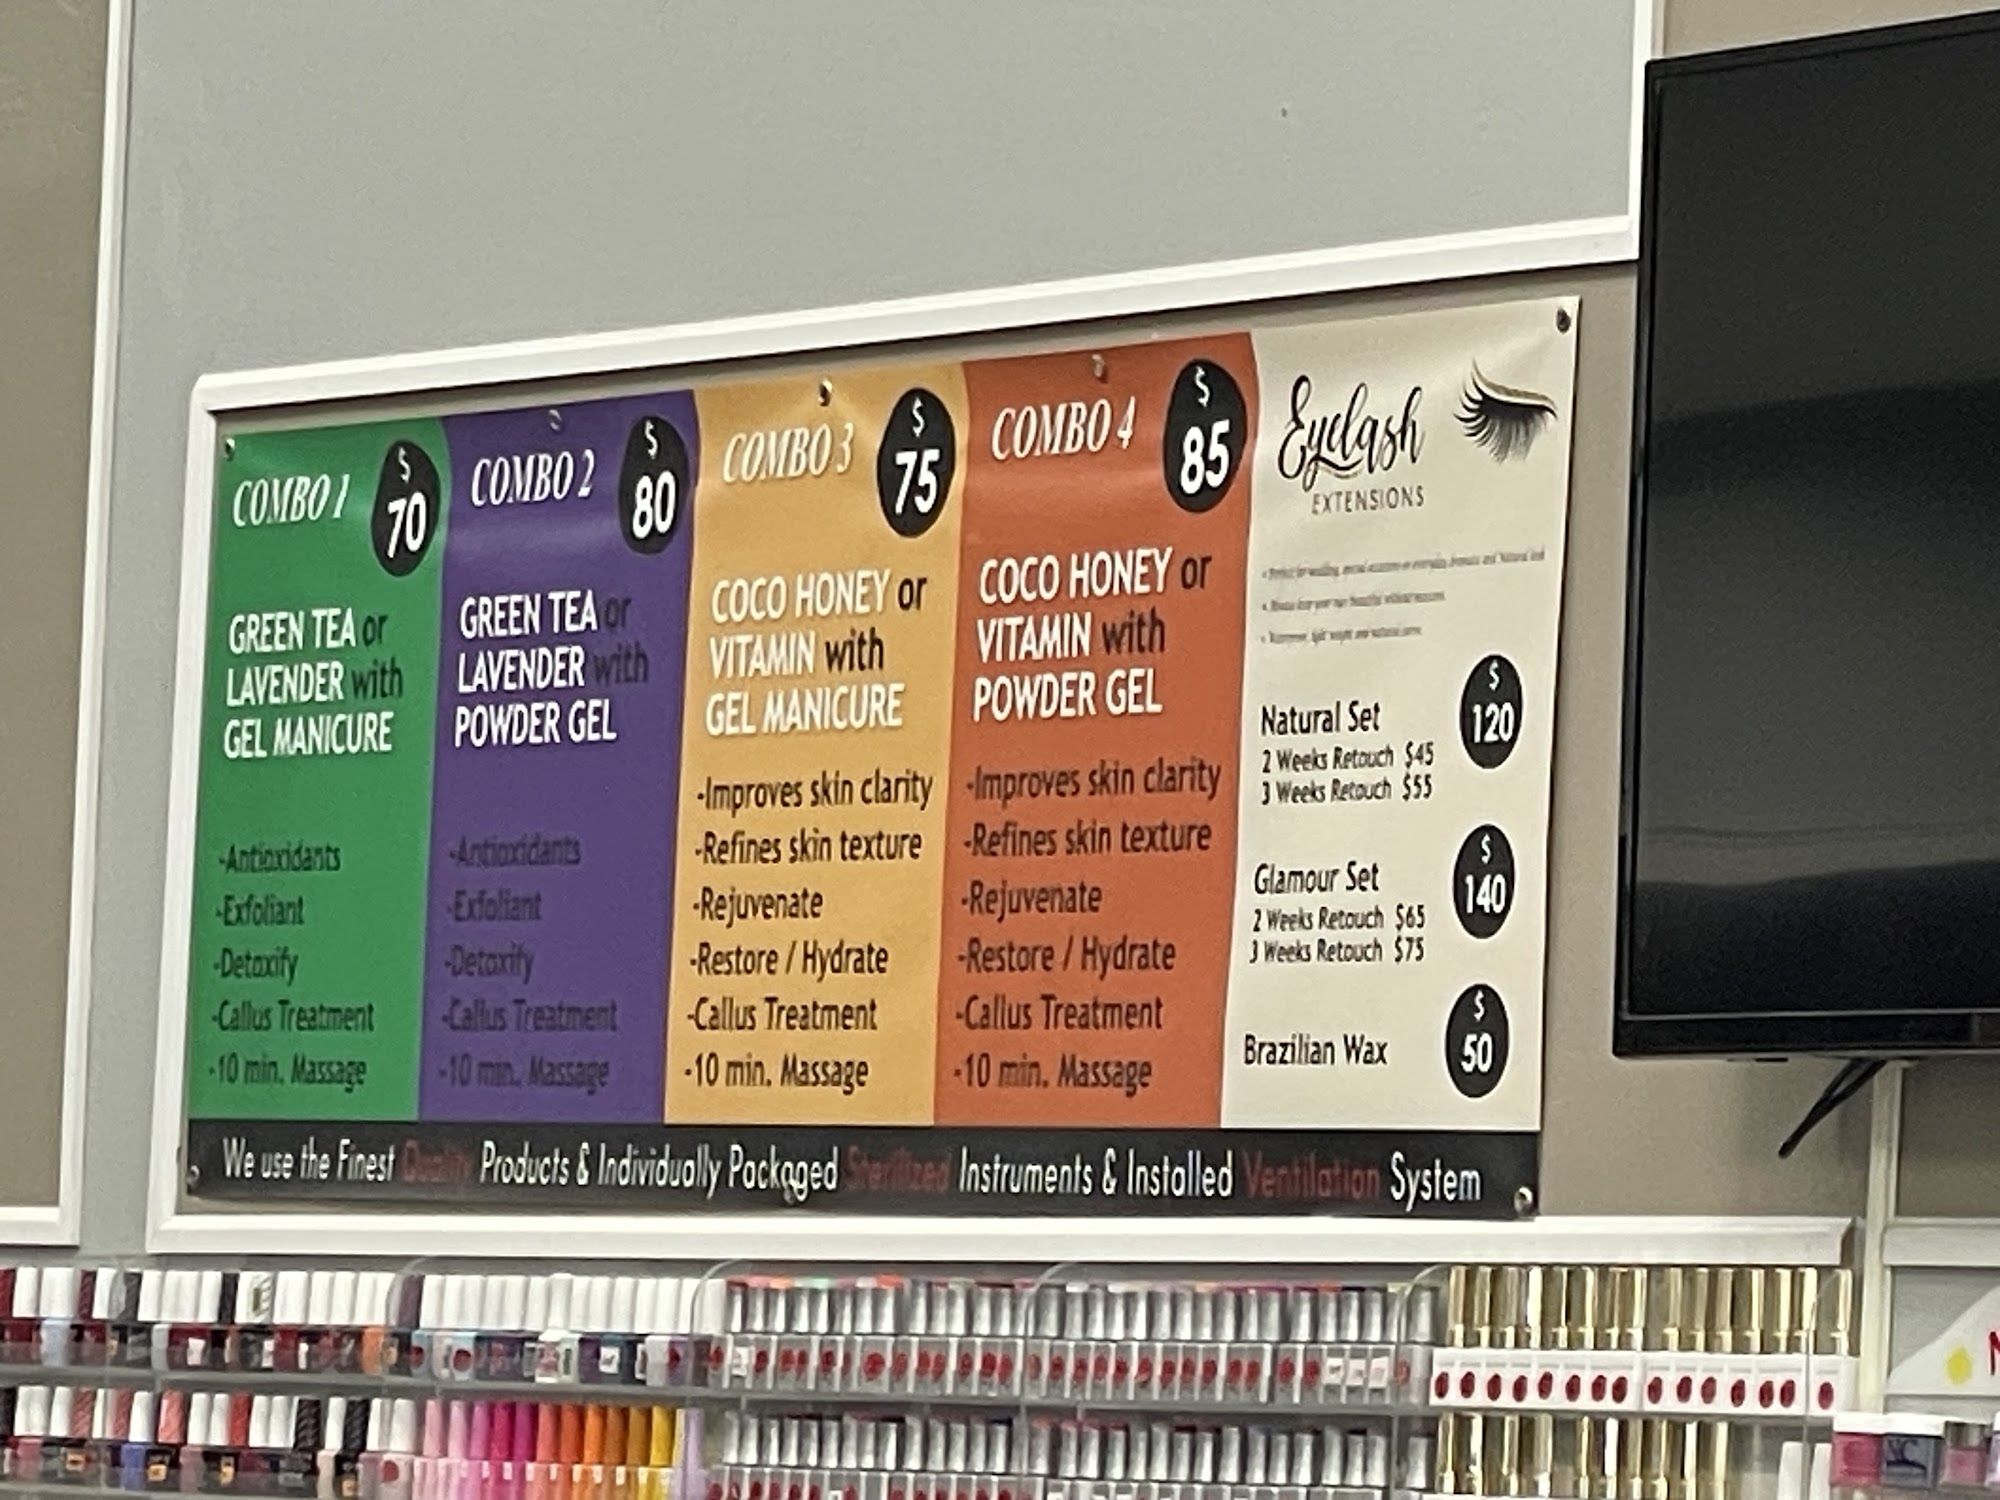 COMBO 1
$
70
GREEN TEA or
LAVENDER with
GEL MANICURE
-Antioxidants
-Exfoliant
-Detoxify
-Callus Treatment
-10 min. Massage
COMBO 2
$
80
GREEN TEA or
LAVENDER with
POWDER GEL
-Antioxidants
-Exfoliant
-Detoxify
-Callus Treatment
-10 min. Massage
COMBO 3
$
75
COCO HONEY or
VITAMIN with
GEL MANICURE
-Improves skin clarity
-Refines skin texture
-Rejuvenate
-Restore / Hydrate
-Callus Treatment
-10 min. Massage
COMBO 4
$
85
COCO HONEY or
VITAMIN with
POWDER GEL
-Improves skin clarity
-Refines skin texture
-Rejuvenate
-Restore / Hydrate
-Callus Treatment
-10 min. Massage
Eyelash
EXTENSIONS
Natural Set
$
120
2 Weeks Retouch $45
3 Weeks Retouch $55
Glamour Set
$
140
2 Weeks Retouch $65
3 Weeks Retouch $75
Brazilian Wax
$
50
We use the Finest Quality Products & Individually Packaged Sterilized Instruments & Installed Ventilation System